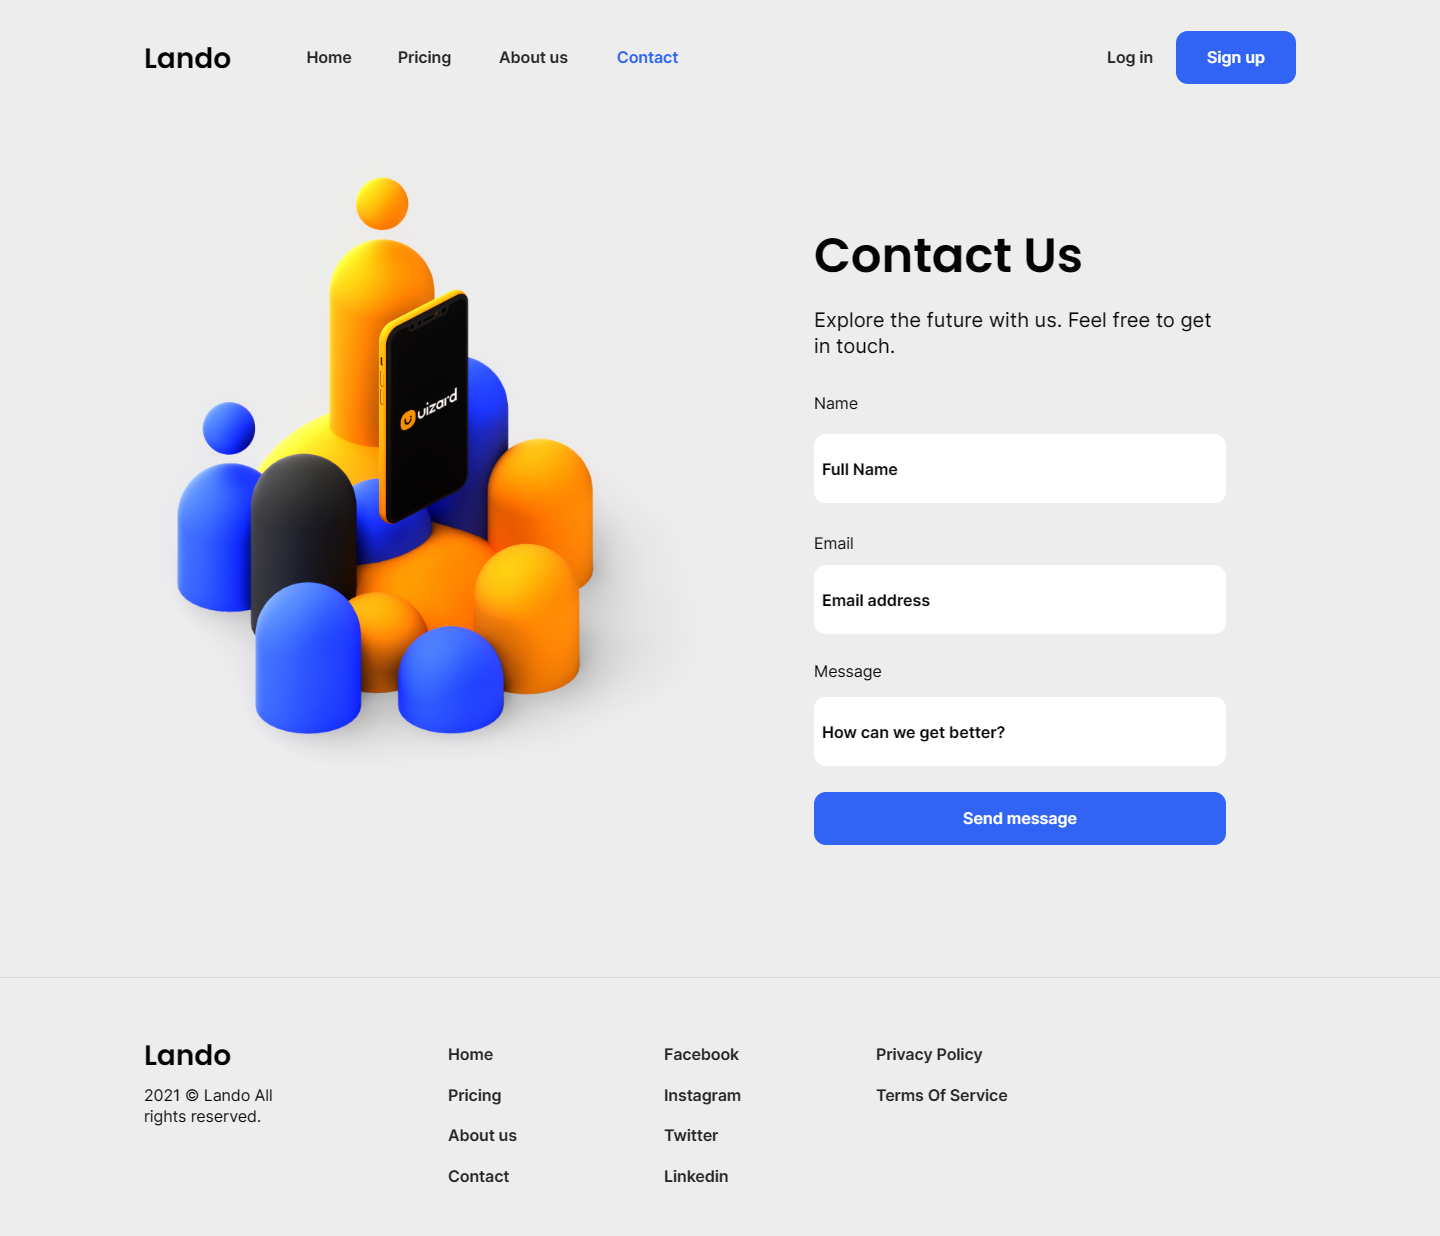 Lando
Home
Pricing
About us
Contact
Log in
Sign up
uizard
Contact Us
Explore the future with us. Feel free to get
in touch.
Name
Full Name
Email
Email address
Message
How can we get better?
Send message
Lando
2021 © Lando All
rights reserved.
Home
Pricing
About us
Contact
Facebook
Instagram
Twitter
Linkedin
Privacy Policy
Terms Of Service